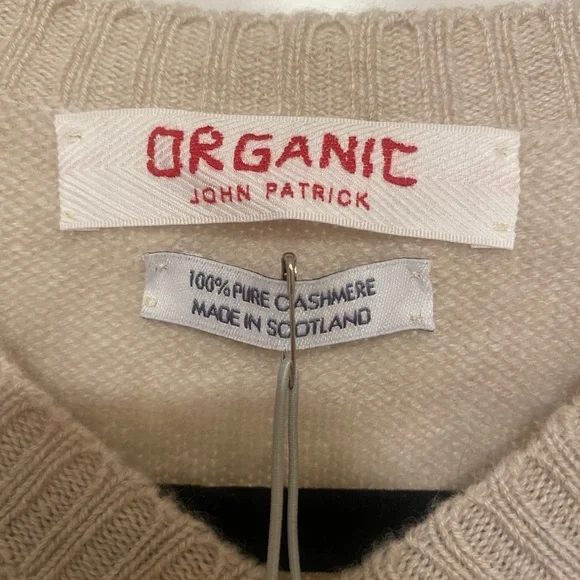 ORGANIC
JOHN PATRICK
100% PURE CASHMERE
MADE IN SCOTLAND